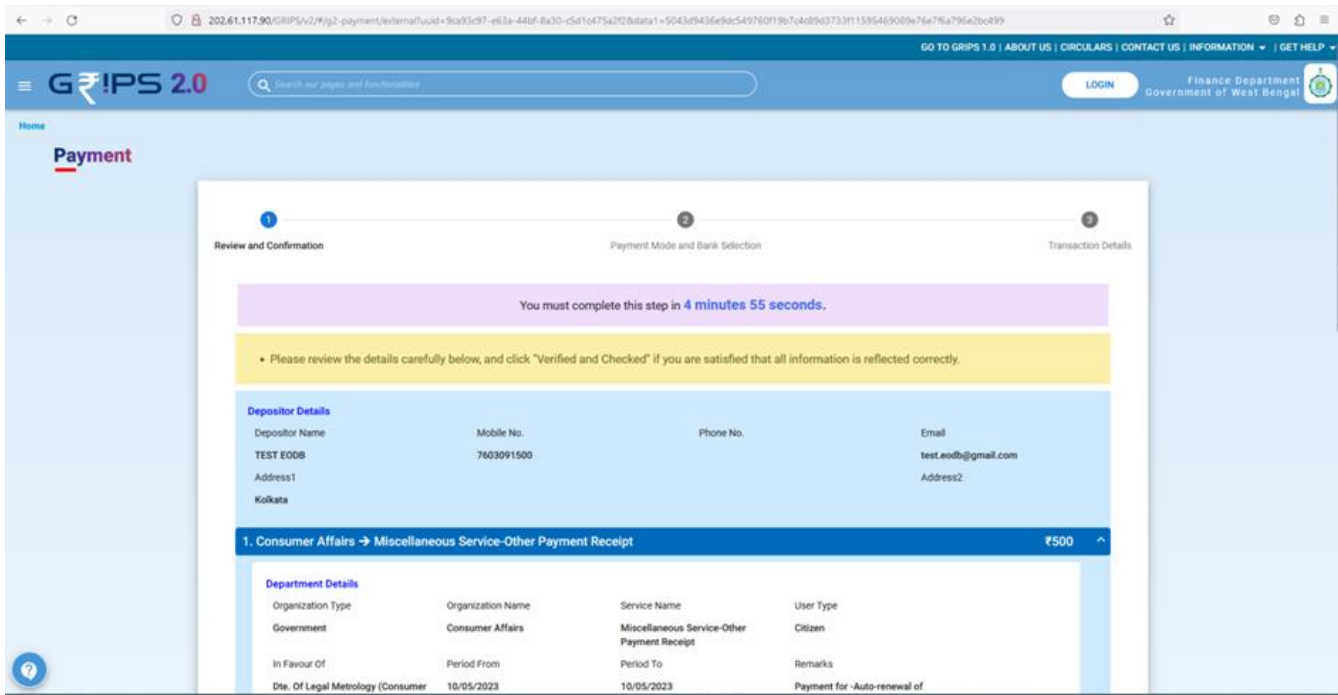 202.61.117.90/GRIPS/v2/#/g2-payment/external?uuid=9ca93c97-e63a-44bf-8a30-c5d1c475a2f2&data1=5043d9436e9dc549760f19b7c4c89d3733f11595469089e76e7f6a796e2bc499
GO TO GRIPS 1.0 | ABOUT US | CIRCULARS | CONTACT US | INFORMATION | GET HELP
G₹!PS 2.0
Search our pages and functionalities
LOGIN
Finance Department
Government of West Bengal
Home
Payment
1 2 3
Review and Confirmation Payment Mode and Bank Selection Transaction Details
You must complete this step in 4 minutes 55 seconds.
• Please review the details carefully below, and click "Verified and Checked" if you are satisfied that all information is reflected correctly.
Depositor Details
Depositor Name Mobile No. Phone No. Email
TEST EODB 7603091500 test.eodb@gmail.com
Address1 Address2
Kolkata
1. Consumer Affairs → Miscellaneous Service-Other Payment Receipt ₹500
Department Details
Organization Type Organization Name Service Name User Type
Government Consumer Affairs Miscellaneous Service-Other Citizen
Payment Receipt
In Favour Of Period From Period To Remarks
Dte. Of Legal Metrology (Consumer 10/05/2023 10/05/2023 Payment for -Auto-renewal of